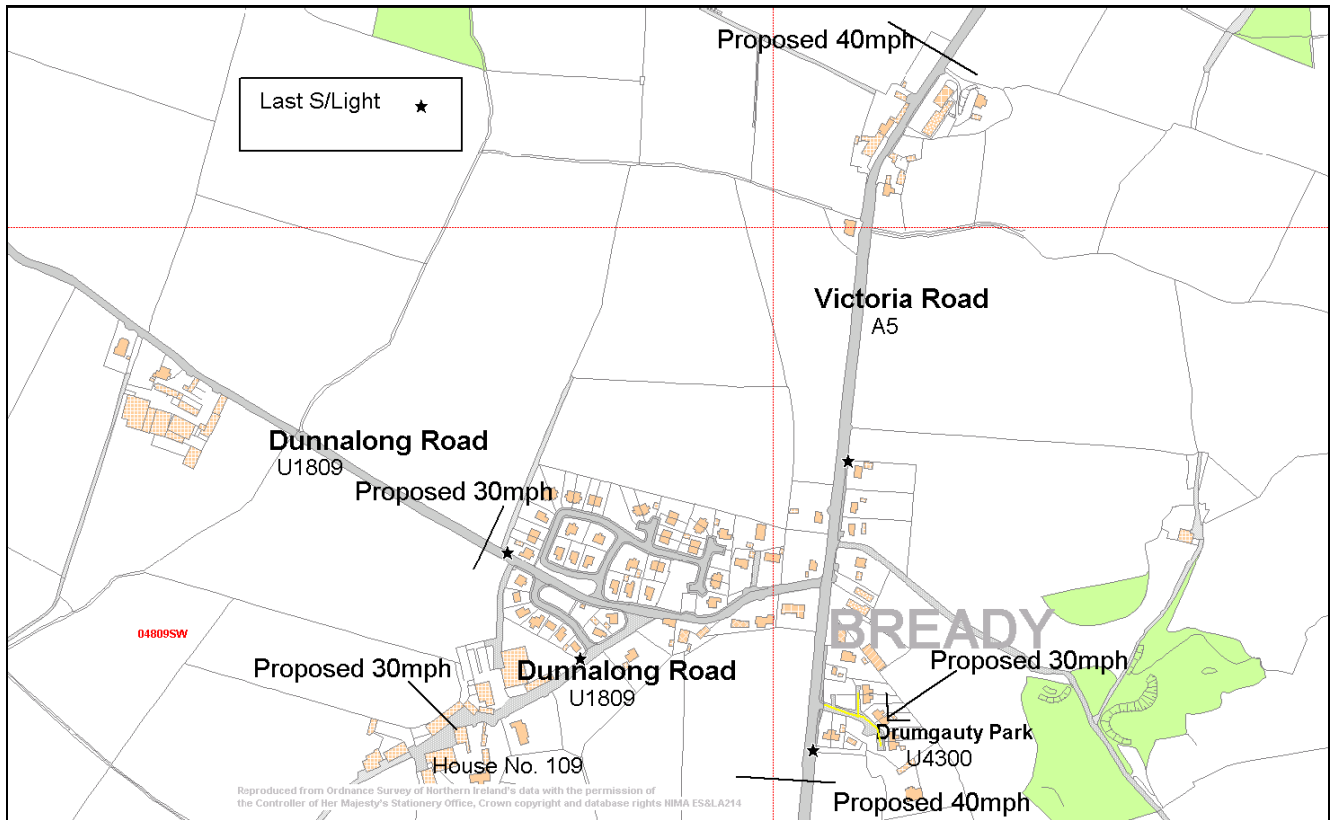 Proposed 40mph
Last S/Light
Victoria Road
A5
Dunnalong Road
U1809
Proposed 30mph
04809SW
BREADY
Proposed 30mph
Dunnalong Road
U1809
Proposed 30mph
Drumgauty Park
U4300
House No. 109
Proposed 40mph
Reproduced from Ordnance Survey of Northern Ireland's data with the permission of
the Controller of Her Majesty's Stationery Office, Crown copyright and database rights NIMA ES&LA214